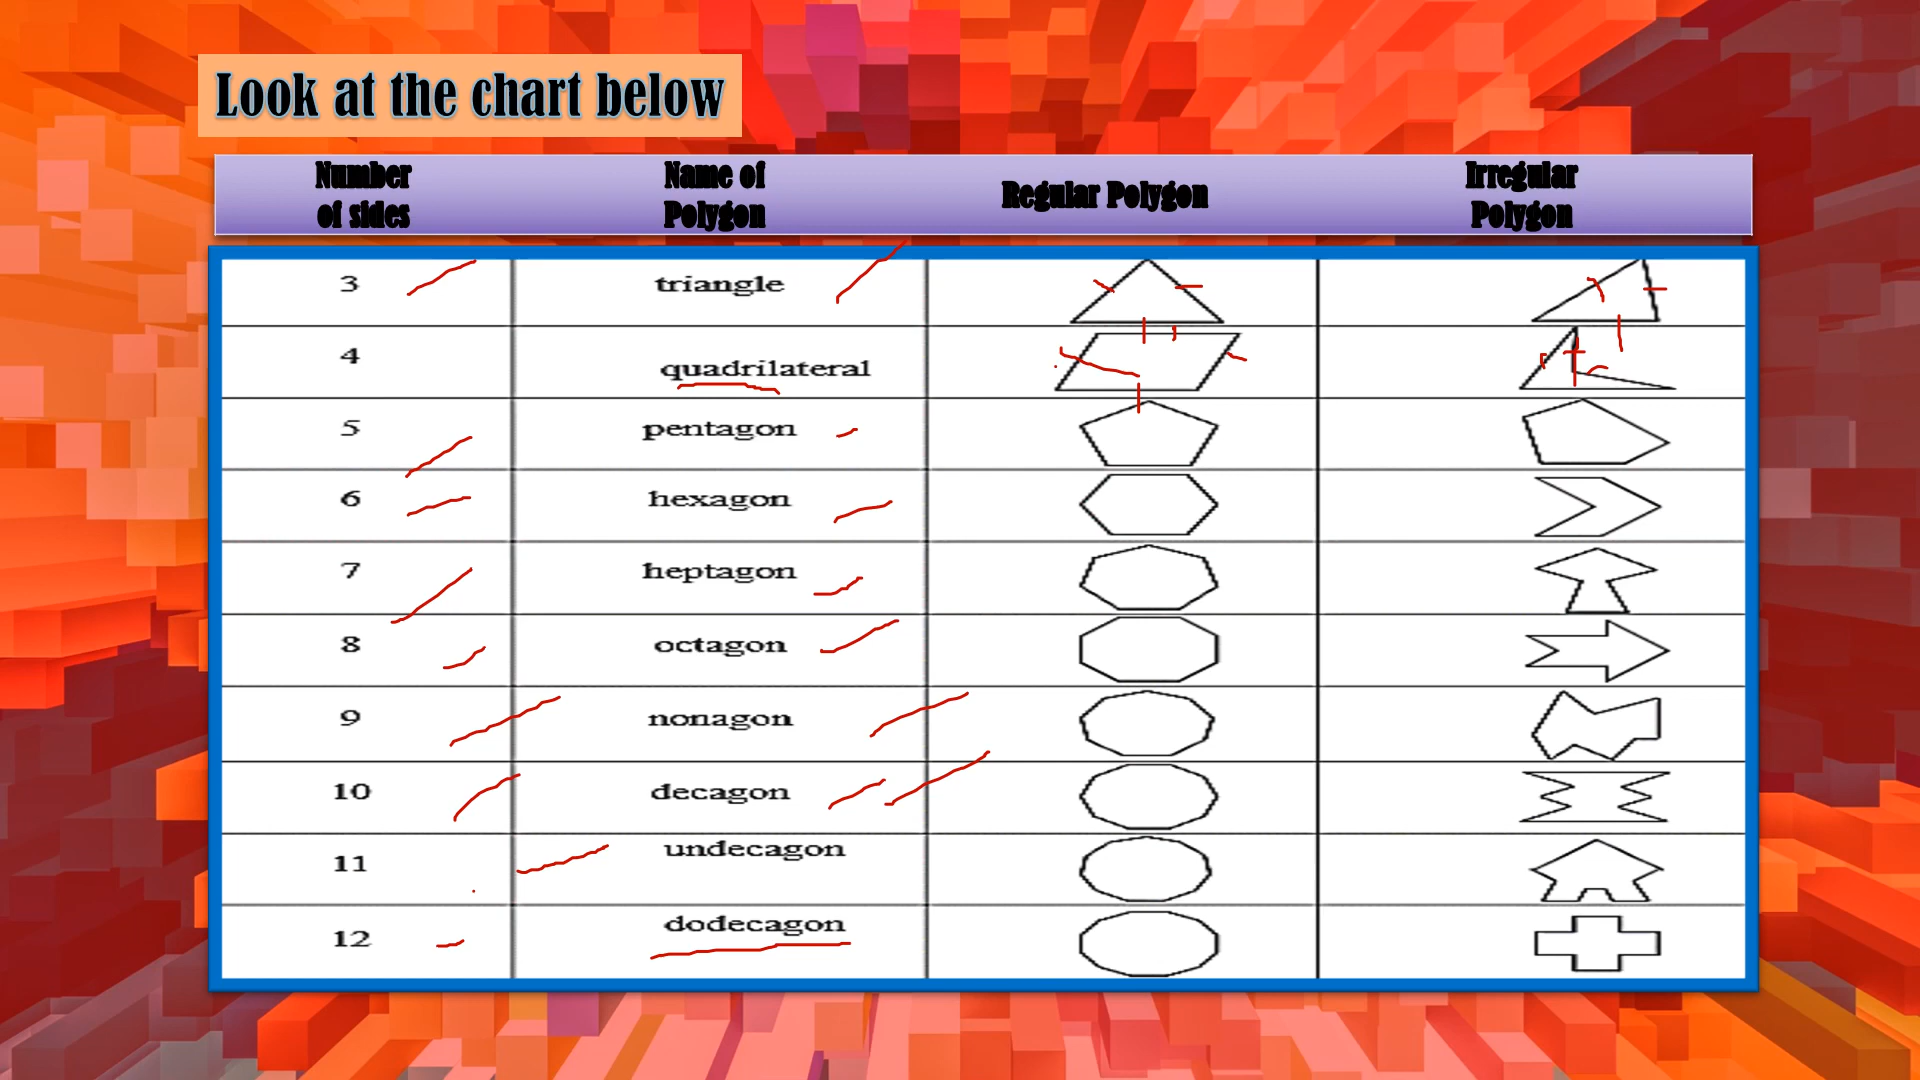 Look at the chart below
Number of sides Name of Polygon Regular Polygon Irregular Polygon
3 triangle
4 quadrilateral
5 pentagon
6 hexagon
7 heptagon
8 octagon
9 nonagon
10 decagon
11 undecagon
12 dodecagon